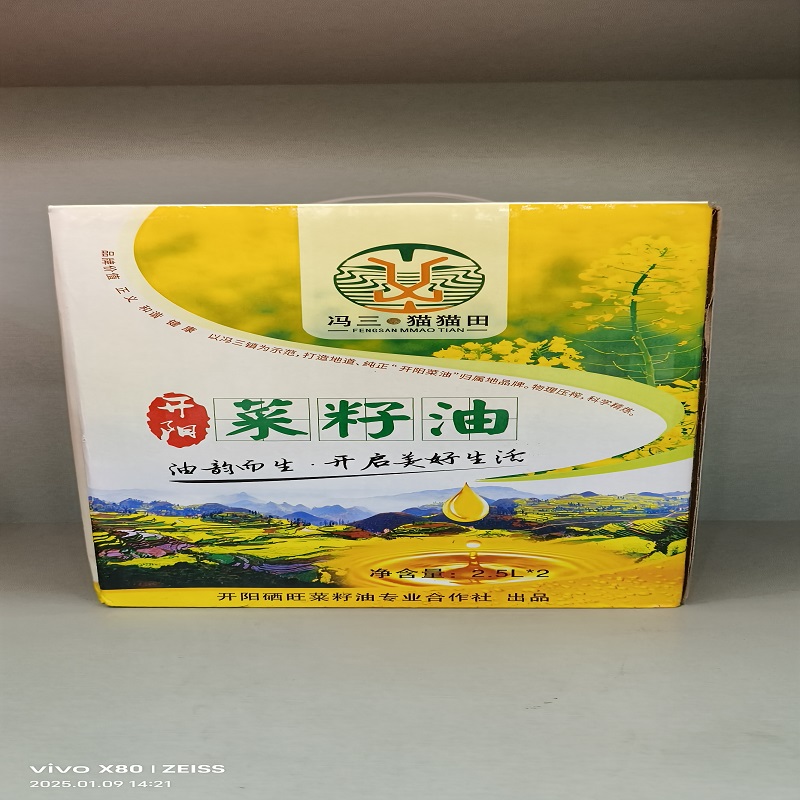 冯三·猫猫田
FENGSAN MMAO TIAN
品牌价值 正义 和谐 健康 以冯三镇为示范,打造地道、纯正"开阳菜油"归属地品牌。物理压榨,科学精炼。
开阳
菜籽油
油韵而生·开启美好生活
净含量:2.5L*2
开阳硒旺菜籽油专业合作社 出品
vivo X80 | ZEISS
2025.01.09 14:21